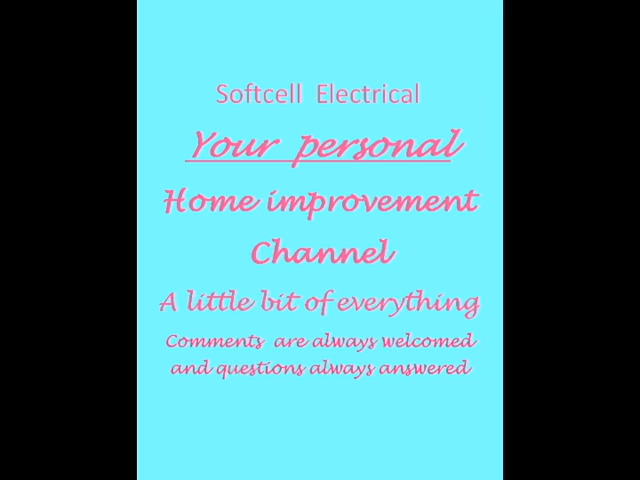 Softcell Electrical
Your personal
Home improvement
Channel
A little bit of everything
Comments are always welcomed
and questions always answered